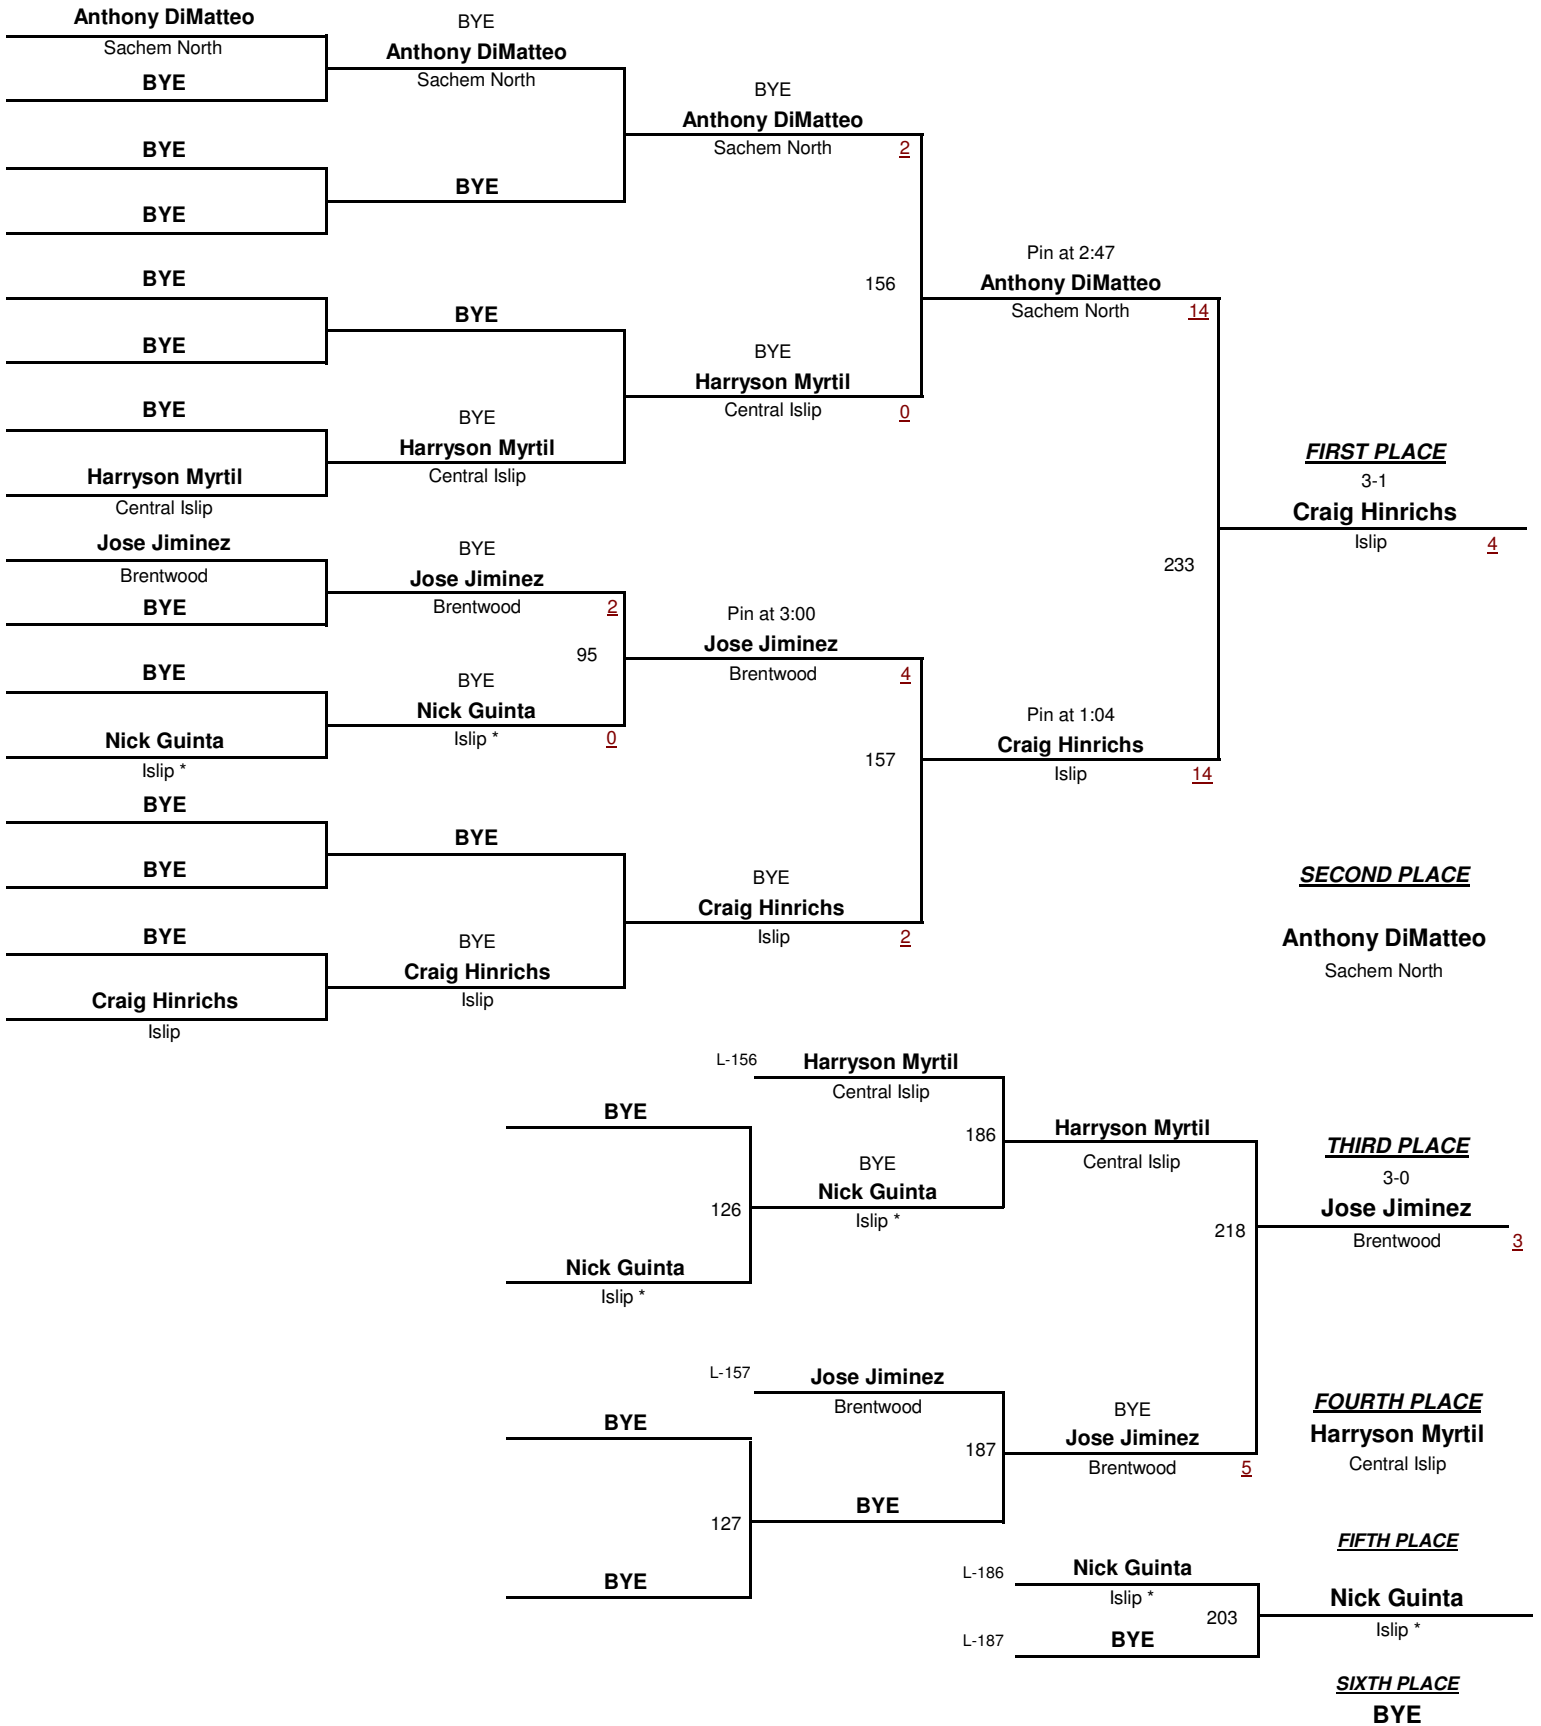 Anthony DiMatteo
Sachem North
BYE
BYE
BYE
BYE
BYE
BYE
Harryson Myrtil
Central Islip
Jose Jiminez
Brentwood
BYE
BYE
Nick Guinta
Islip *
BYE
BYE
BYE
Craig Hinrichs
Islip
BYE
Anthony DiMatteo
Sachem North
BYE
BYE
BYE
Harryson Myrtil
Central Islip
BYE
Jose Jiminez
Brentwood 2
95
BYE
Nick Guinta
Islip * 0
BYE
BYE
Craig Hinrichs
Islip
BYE
Anthony DiMatteo
Sachem North 2
156
BYE
Harryson Myrtil
Central Islip 0
Pin at 3:00
Jose Jiminez
Brentwood 4
157
BYE
Craig Hinrichs
Islip 2
Pin at 2:47
Anthony DiMatteo
Sachem North 14
233
Pin at 1:04
Craig Hinrichs
Islip 14
FIRST PLACE
3-1
Craig Hinrichs
Islip 4
SECOND PLACE
Anthony DiMatteo
Sachem North
L-156 Harryson Myrtil
Central Islip
BYE
186
BYE
126
Nick Guinta
Islip *
Nick Guinta
Islip *
Harryson Myrtil
Central Islip
218
THIRD PLACE
3-0
Jose Jiminez
Brentwood 3
L-157 Jose Jiminez
Brentwood
BYE
187
127
BYE
BYE
BYE
Jose Jiminez
Brentwood 5
FOURTH PLACE
Harryson Myrtil
Central Islip
L-186 Nick Guinta
Islip *
203
L-187 BYE
FIFTH PLACE
Nick Guinta
Islip *
SIXTH PLACE
BYE